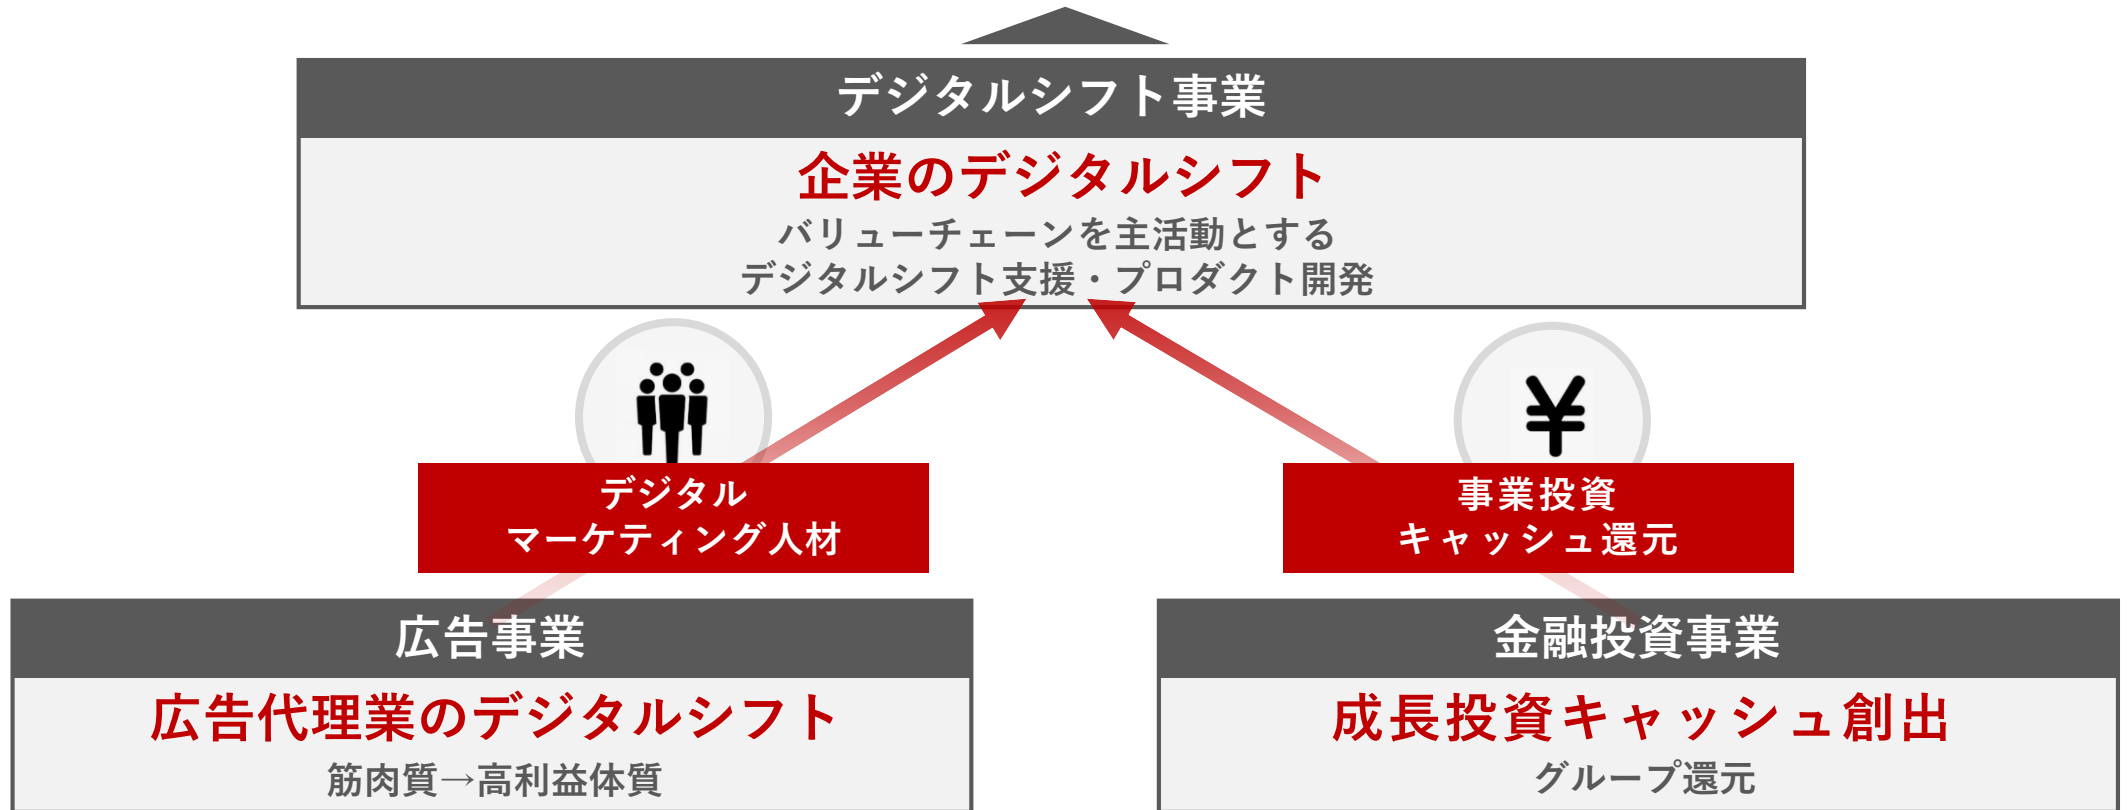 デジタルシフト事業
企業のデジタルシフト
バリューチェーンを主活動とする
デジタルシフト支援・プロダクト開発
¥
デジタル
マーケティング人材
事業投資
キャッシュ還元
広告事業
広告代理業のデジタルシフト
筋肉質→高利益体質
金融投資事業
成長投資キャッシュ創出
グループ還元